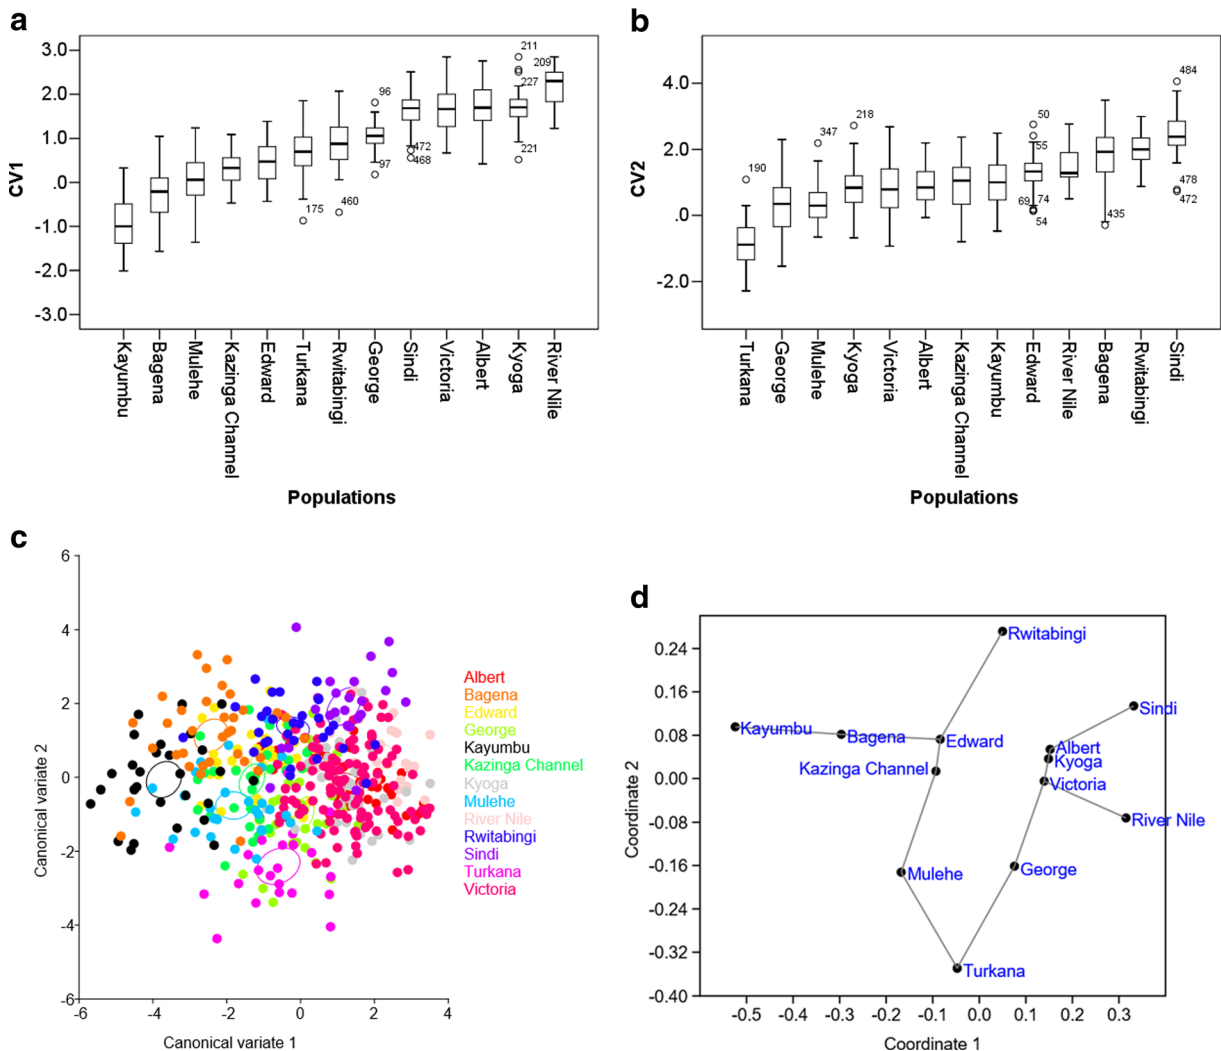 a
3.0
2.0
1.0
.0
-1.0
-2.0
-3.0
CV1
211
209
227
96
472
468
221
97
175
460
Kayumbu
Bagena
Mulehe
Kazinga Channel
Edward
Turkana
Rwitabingi
George
Sindi
Victoria
Albert
Kyoga
River Nile
Populations
b
4.0
2.0
.0
-2.0
CV2
484
50
218
347
55
190
478
472
69
74
54
435
Turkana
George
Mulehe
Kyoga
Victoria
Albert
Kazinga Channel
Kayumbu
Edward
River Nile
Bagena
Rwitabingi
Sindi
Populations
c
6
4
2
0
-2
-4
-6
Canonical variate 2
-6 -4 -2 0 2 4
Canonical variate 1
Albert
Bagena
Edward
George
Kayumbu
Kazinga Channel
Kyoga
Mulehe
River Nile
Rwitabingi
Sindi
Turkana
Victoria
d
0.24
0.16
0.08
0.00
-0.08
-0.16
-0.24
-0.32
-0.40
Coordinate 2
Rwitabingi
Sindi
Kayumbu
Bagena
Edward
Albert
Kyoga
Kazinga Channel
Victoria
River Nile
Mulehe
George
Turkana
-0.5 -0.4 -0.3 -0.2 -0.1 0.0 0.1 0.2 0.3
Coordinate 1